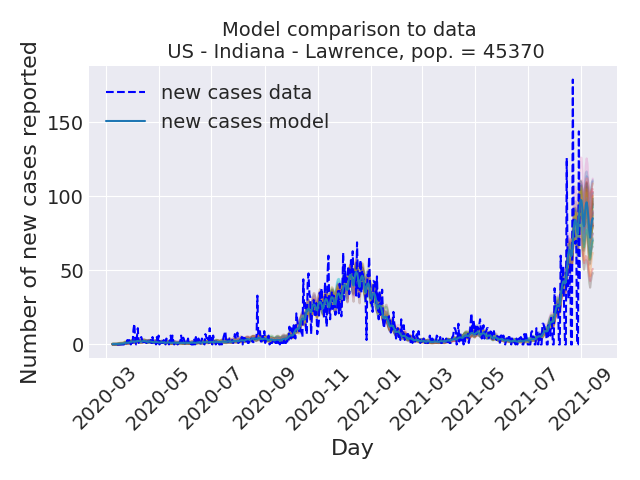 Model comparison to data
US - Indiana - Lawrence, pop. = 45370
new cases data
new cases model
Number of new cases reported
150
100
50
0
2020-03
2020-05
2020-07
2020-09
2020-11
2021-01
2021-03
2021-05
2021-07
2021-09
Day